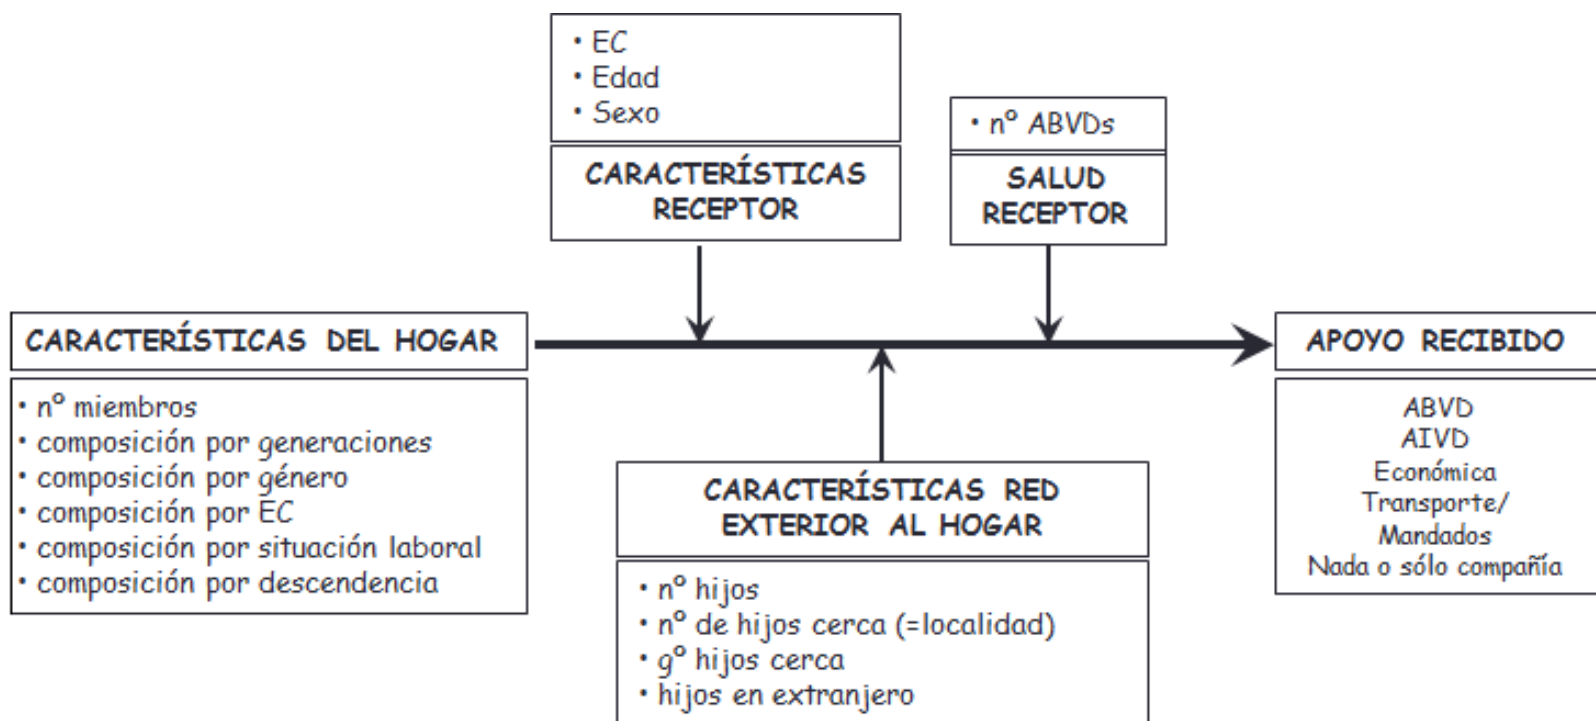 • EC
• Edad
• Sexo
CARACTERÍSTICAS
RECEPTOR
• nº ABVDs
SALUD
RECEPTOR
CARACTERÍSTICAS DEL HOGAR
• nº miembros
• composición por generaciones
• composición por género
• composición por EC
• composición por situación laboral
• composición por descendencia
CARACTERÍSTICAS RED
EXTERIOR AL HOGAR
• nº hijos
• nº de hijos cerca (=localidad)
• gº hijos cerca
• hijos en extranjero
APOYO RECIBIDO
ABVD
AIVD
Económica
Transporte/
Mandados
Nada o sólo compañía